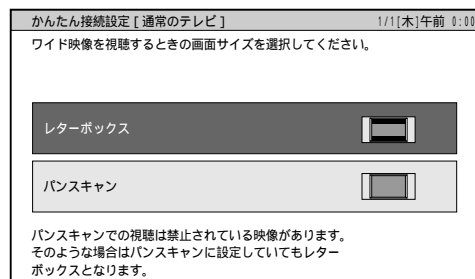 かんたん接続設定 [ 通常のテレビ ] 1/1[木]午前 0:00
ワイド映像を視聴するときの画面サイズを選択してください。
レターボックス
パンスキャン
パンスキャンでの視聴は禁止されている映像があります。
そのような場合はパンスキャンに設定していてもレター
ボックスとなります。